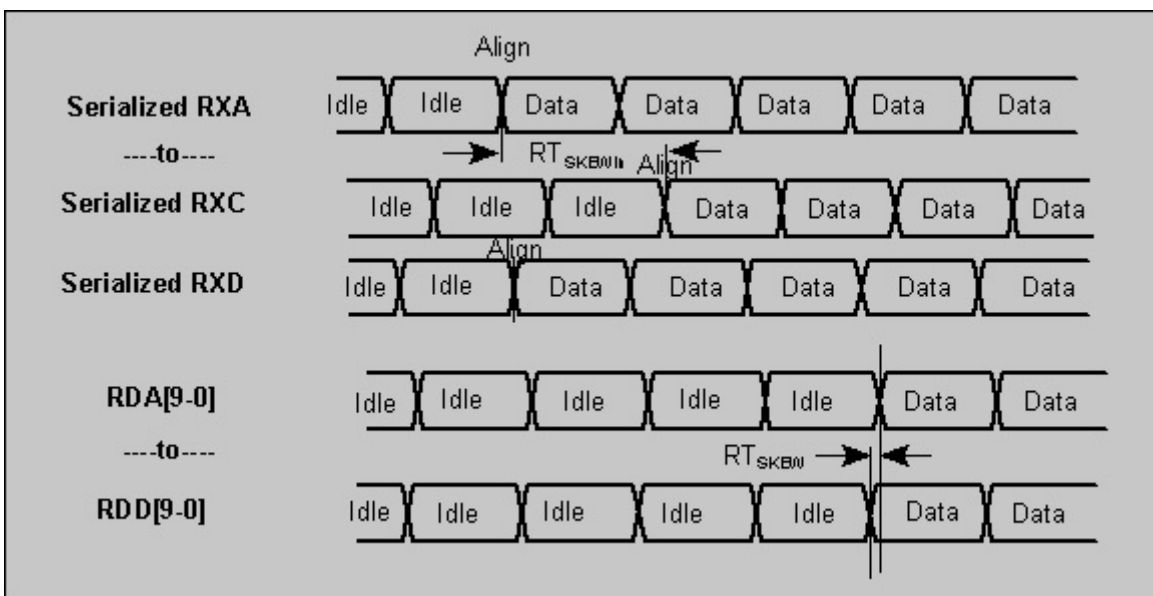 Align
Serialized RXA Idle Idle Data Data Data Data Data
----to---- RT Align
Serialized RXC Idle Idle Idle Data Data Data Data
Align
Serialized RXD Idle Idle Data Data Data Data Data
RDA[9-0] Idle Idle Idle Idle Idle Data Data
----to---- RTSKBW
RDD[9-0] Idle Idle Idle Idle Idle Data Data